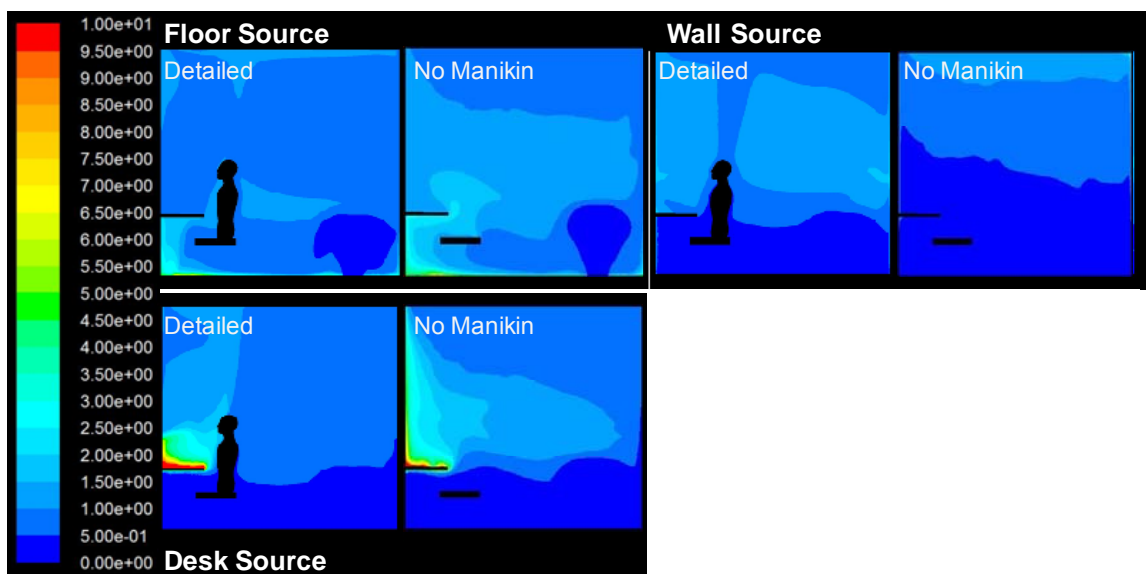 1.00e+01
9.50e+00
9.00e+00
8.50e+00
8.00e+00
7.50e+00
7.00e+00
6.50e+00
6.00e+00
5.50e+00
5.00e+00
4.50e+00
4.00e+00
3.50e+00
3.00e+00
2.50e+00
2.00e+00
1.50e+00
1.00e+00
5.00e-01
0.00e+00
Floor Source
Detailed
No Manikin
Wall Source
Detailed
No Manikin
Detailed
No Manikin
Desk Source